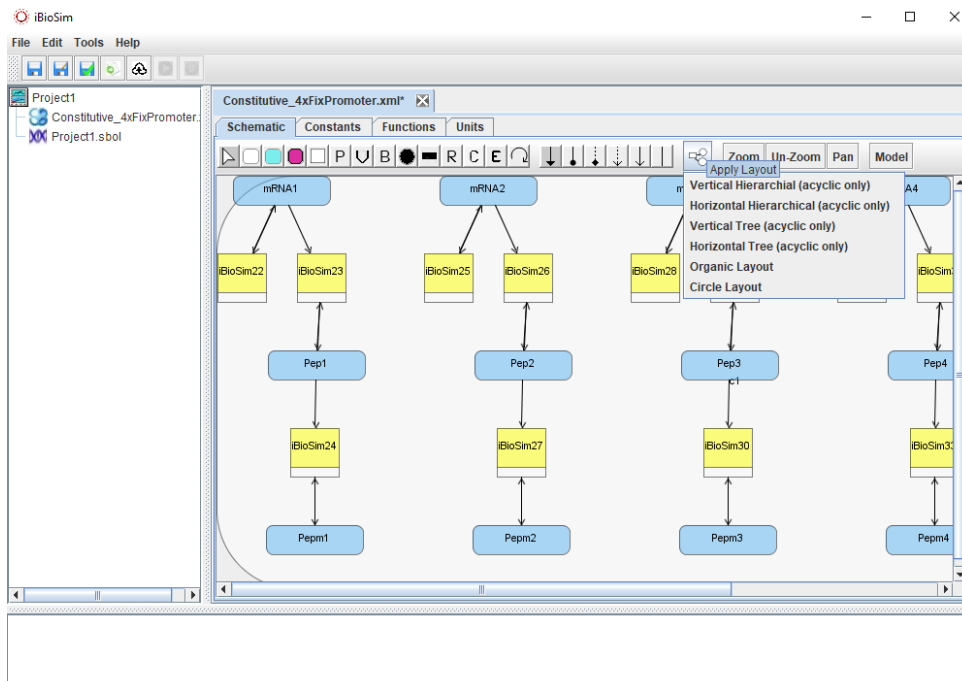 iBioSim
File Edit Tools Help
Project1
Constitutive_4xFixPromoter.
Project1.sbol
Constitutive_4xFixPromoter.xml*
Schematic Constants Functions Units
P V B R C E Zoom Un-Zoom Pan Model
Apply Layout
Vertical Hierarchial (acyclic only)
Horizontal Hierarchical (acyclic only)
Vertical Tree (acyclic only)
Horizontal Tree (acyclic only)
Organic Layout
Circle Layout
mRNA1 mRNA2 m A4
iBioSim22 iBioSim23 iBioSim25 iBioSim26 iBioSim28 iBioSim
Pep1 Pep2 Pep3 Pep4
c1
iBioSim24 iBioSim27 iBioSim30 iBioSim33
Pepm1 Pepm2 Pepm3 Pepm4